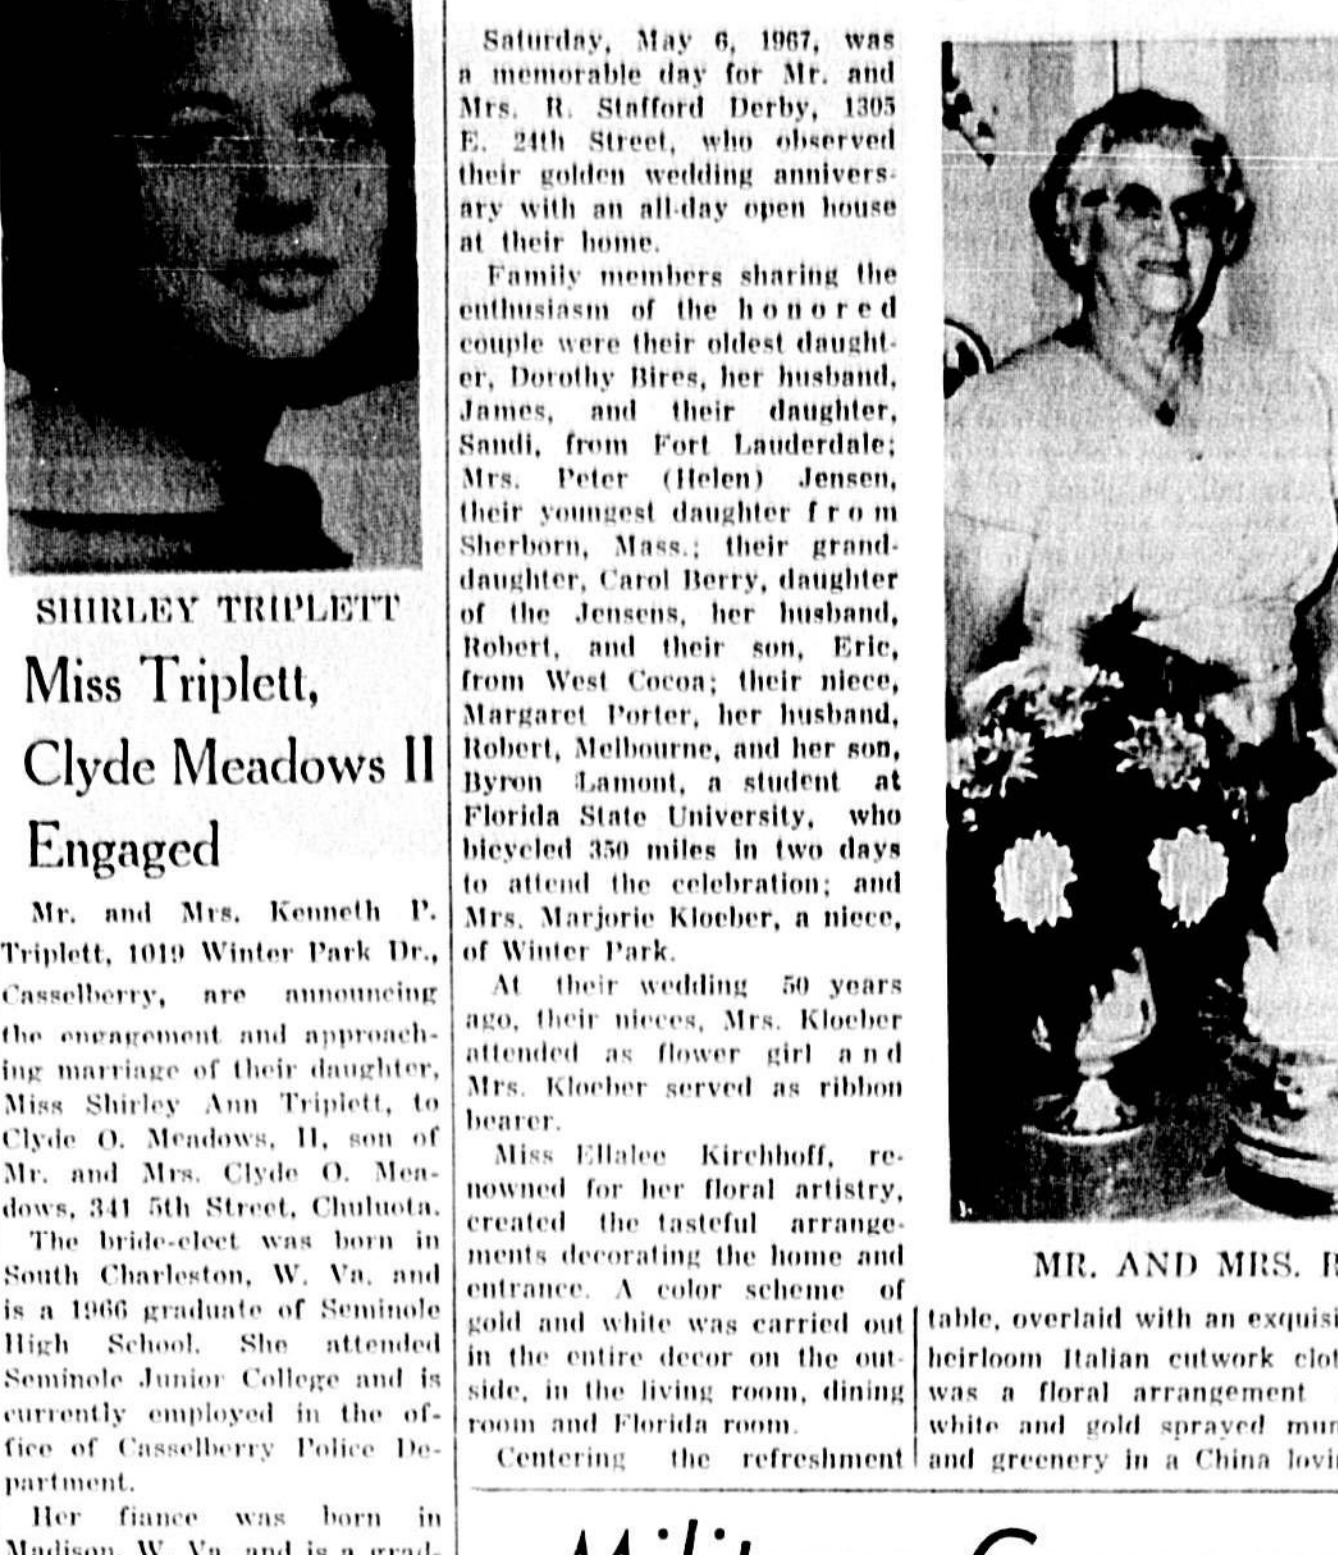 SHIRLEY TRIPLETT
Miss Triplett,
Clyde Meadows II
Engaged
Mr. and Mrs. Kenneth P.
Triplett, 1019 Winter Park Dr.,
Casselberry, are announcing
the engagement and approach-
ing marriage of their daughter,
Miss Shirley Ann Triplett, to
Clyde O. Meadows, II, son of
Mr. and Mrs. Clyde O. Mea-
dows, 341 5th Street, Chuluota.
The bride-elect was born in
South Charleston, W. Va. and
is a 1966 graduate of Seminole
High School. She attended
Seminole Junior College and is
currently employed in the of-
fice of Casselberry Police De-
partment.
Her fiance was born in
Madison, W. Va. and is a grad-
Saturday, May 6, 1967, was
a memorable day for Mr. and
Mrs. R. Stafford Derby, 1305
E. 24th Street, who observed
their golden wedding annivers-
ary with an all-day open house
at their home.
Family members sharing the
enthusiasm of the honored
couple were their oldest daught-
er, Dorothy Bires, her husband,
James, and their daughter,
Sandi, from Fort Lauderdale;
Mrs. Peter (Helen) Jensen,
their youngest daughter from
Sherborn, Mass.; their grand-
daughter, Carol Berry, daughter
of the Jensens, her husband,
Robert, and their son, Eric,
from West Cocoa; their niece,
Margaret Porter, her husband,
Robert, Melbourne, and her son,
Byron Lamont, a student at
Florida State University, who
bicycled 350 miles in two days
to attend the celebration; and
Mrs. Marjorie Kloeber, a niece,
of Winter Park.
At their wedding 50 years
ago, their nieces, Mrs. Kloeber
attended as flower girl and
Mrs. Kloeber served as ribbon
bearer.
Miss Ellalee Kirchhoff, re-
nowned for her floral artistry,
created the tasteful arrange-
ments decorating the home and
entrance. A color scheme of
gold and white was carried out
in the entire decor on the out-
side, in the living room, dining
room and Florida room.
Centering the refreshment
MR. AND MRS. R
table, overlaid with an exquisi
heirloom Italian cutwork clot
was a floral arrangement
white and gold sprayed mum
and greenery in a China lovi